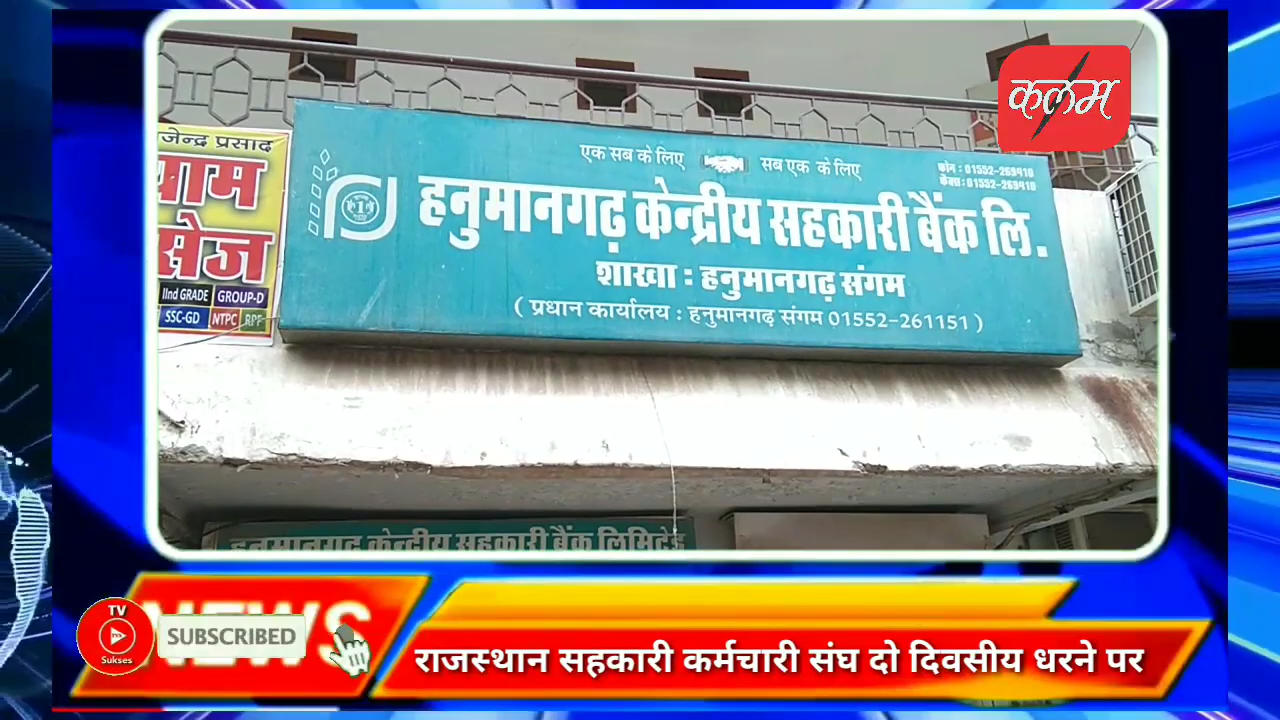 कलम
जेन्द्र प्रसाद
सेज
IInd GRADE GROUP-D
SSC-GD NTPC RPF
एक सब के लिए सब एक के लिए
फोन : 01552-269410
फैक्स : 01552-269410
हनुमानगढ़ केन्द्रीय सहकारी बैंक लि.
शाखा : हनुमानगढ़ संगम
( प्रधान कार्यालय : हनुमानगढ़ संगम 01552-261151 )
हनुमानगढ़ केन्द्रीय सहकारी बैंक लिमिटेड
NEWS
TV
Sukses
SUBSCRIBED
राजस्थान सहकारी कर्मचारी संघ दो दिवसीय धरने पर